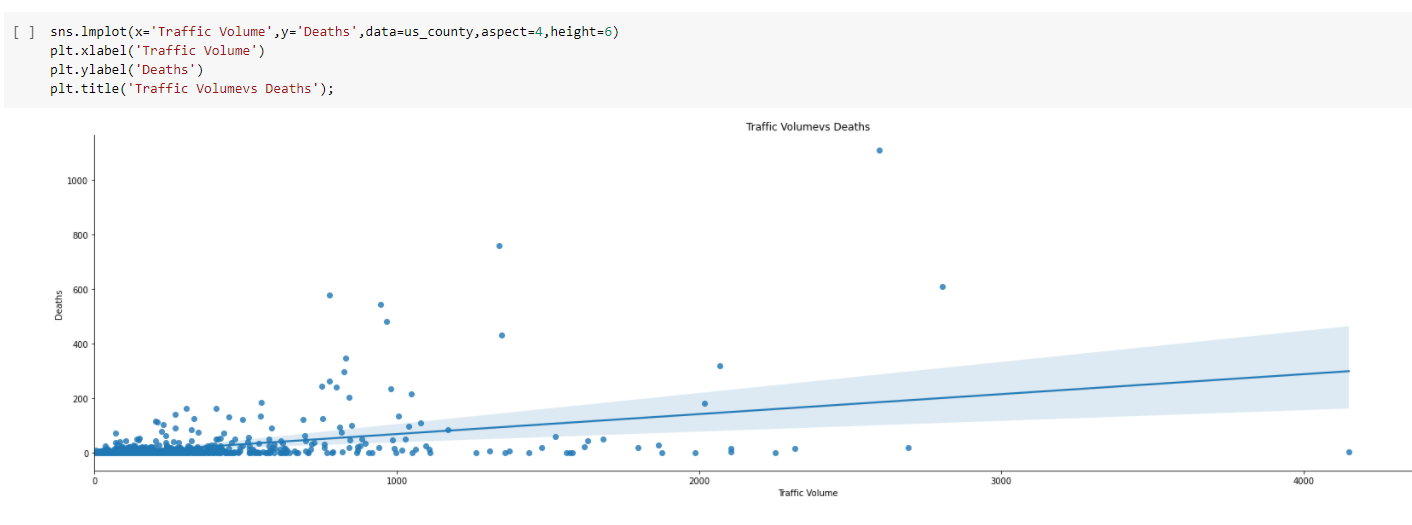 [ ] sns.lmplot(x='Traffic Volume',y='Deaths',data=us_county,aspect=4,height=6)
plt.xlabel('Traffic Volume')
plt.ylabel('Deaths')
plt.title('Traffic Volumevs Deaths');
Traffic Volumevs Deaths
1000
800
600
400
200
0
Deaths
0 1000 2000 3000 4000
Traffic Volume